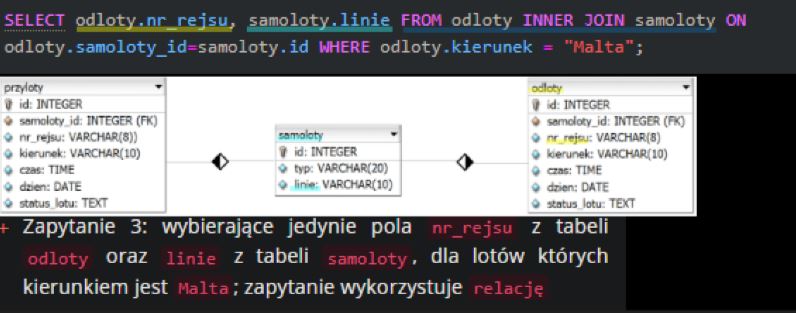 SELECT odloty.nr_rejsu, samoloty.linie FROM odloty INNER JOIN samoloty ON
odloty.samoloty_id=samoloty.id WHERE odloty.kierunek = "Malta";
przyloty
id: INTEGER
samoloty_id: INTEGER (FK)
nr_rejsu: VARCHAR(8))
kierunek: VARCHAR(10)
czas: TIME
dzien: DATE
status_lotu: TEXT
samoloty
id: INTEGER
typ: VARCHAR(20)
linie: VARCHAR(10)
odloty
id: INTEGER
samoloty_id: INTEGER (FK)
nr_rejsu: VARCHAR(8)
kierunek: VARCHAR(10)
czas: TIME
dzien: DATE
status_lotu: TEXT
+ Zapytanie 3: wybierające jedynie pola nr_rejsu z tabeli
odloty oraz linie z tabeli samoloty, dla lotów których
kierunkiem jest Malta; zapytanie wykorzystuje relację